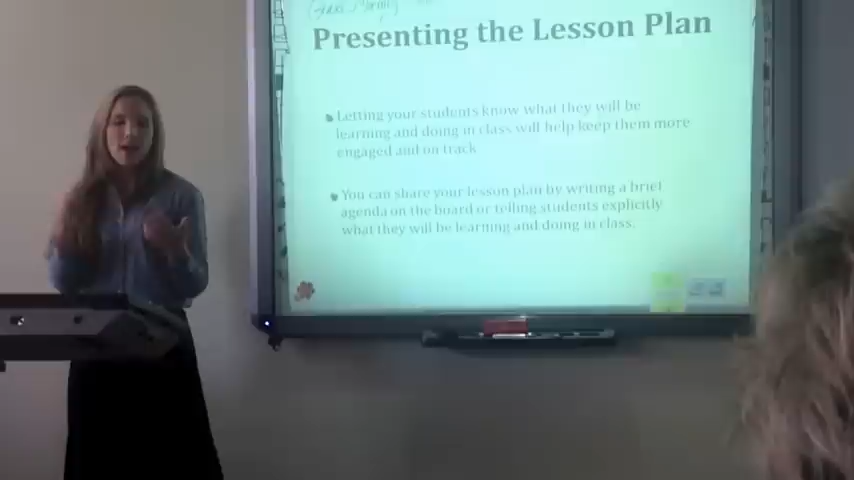 Presenting the Lesson Plan
Letting your students know what they will be
learning and doing in class will help keep them more
engaged and on track
You can share your lesson plan by writing a brief
agenda on the board or telling students explicitly
what they will be learning and doing in class.